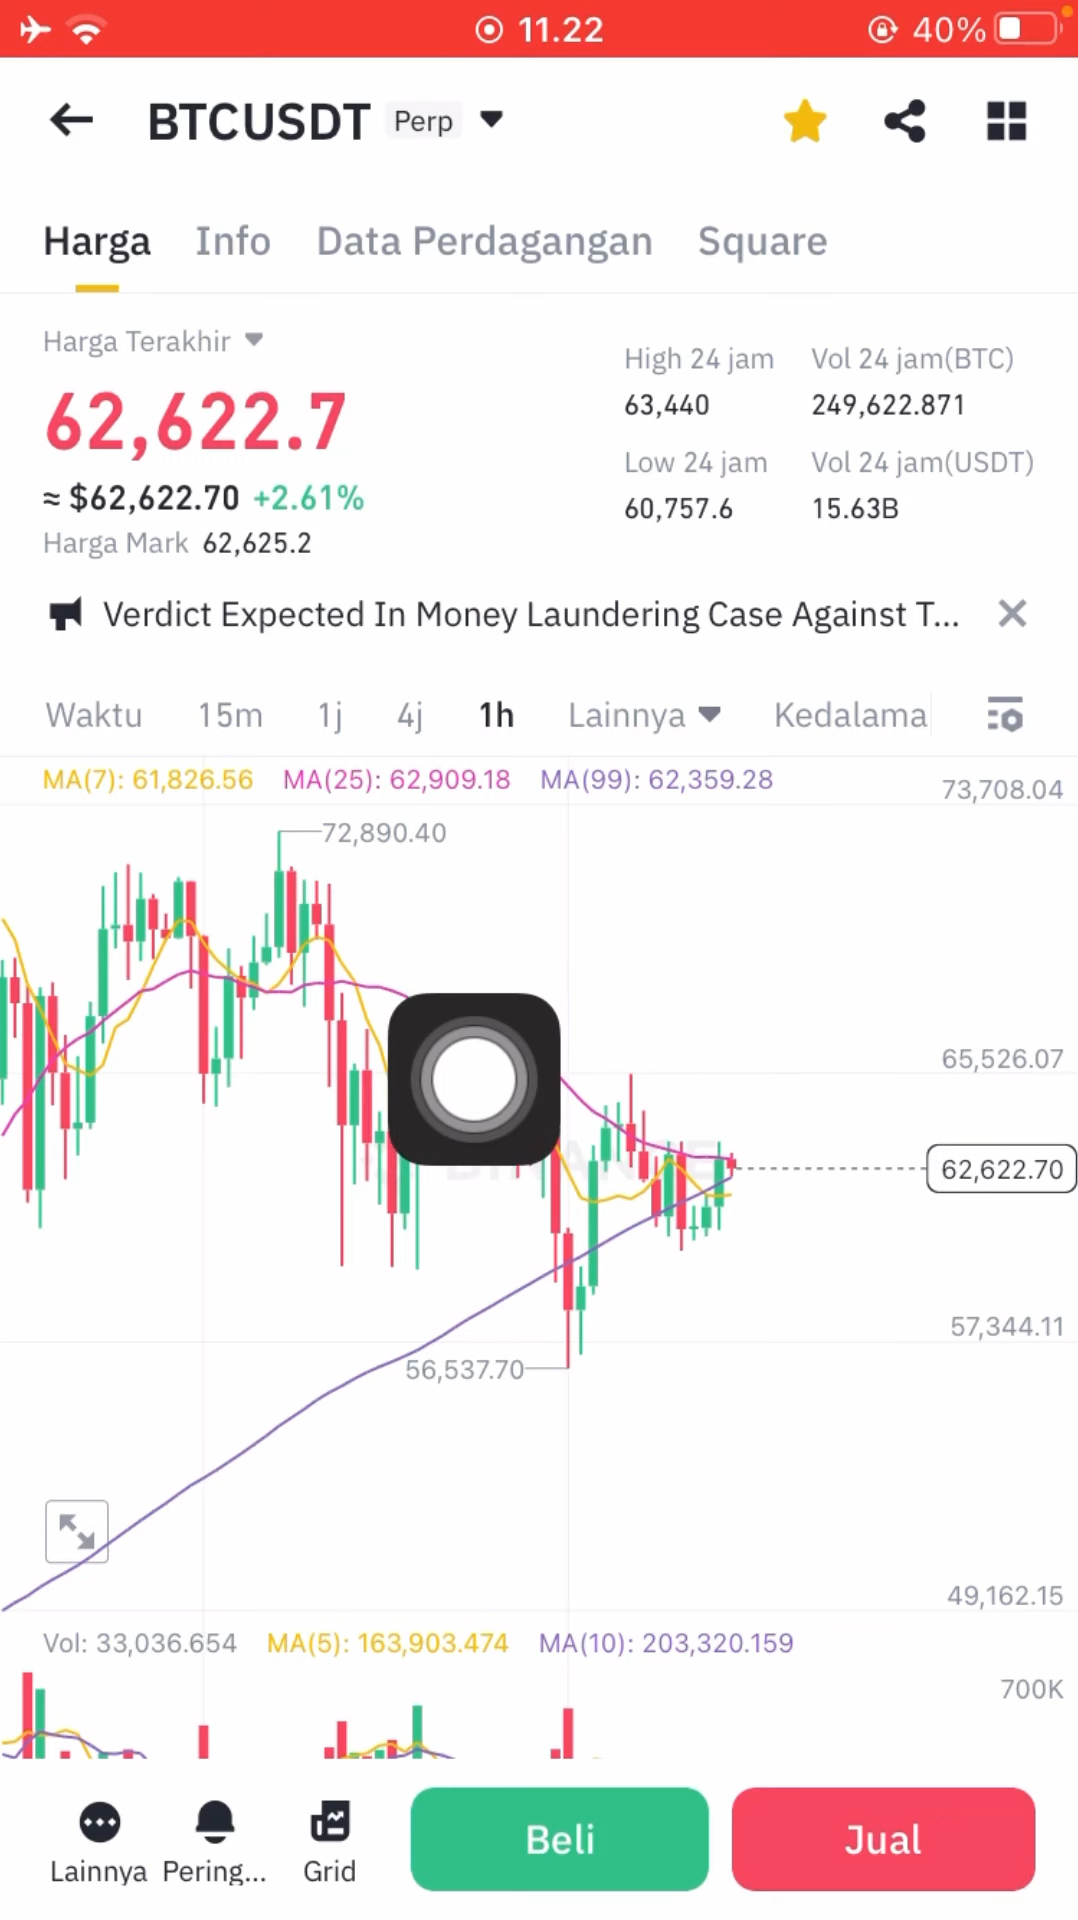 11.22
40%
BTCUSDT Perp
Harga Info Data Perdagangan Square
Harga Terakhir
62,622.7
≈ $62,622.70 +2.61%
Harga Mark 62,625.2
High 24 jam Vol 24 jam(BTC)
63,440 249,622.871
Low 24 jam Vol 24 jam(USDT)
60,757.6 15.63B
Verdict Expected In Money Laundering Case Against T...
Waktu 15m 1j 4j 1h Lainnya Kedalama
MA(7): 61,826.56 MA(25): 62,909.18 MA(99): 62,359.28
73,708.04
72,890.40
65,526.07
62,622.70
57,344.11
56,537.70
49,162.15
Vol: 33,036.654 MA(5): 163,903.474 MA(10): 203,320.159
700K
Lainnya Pering... Grid
Beli Jual